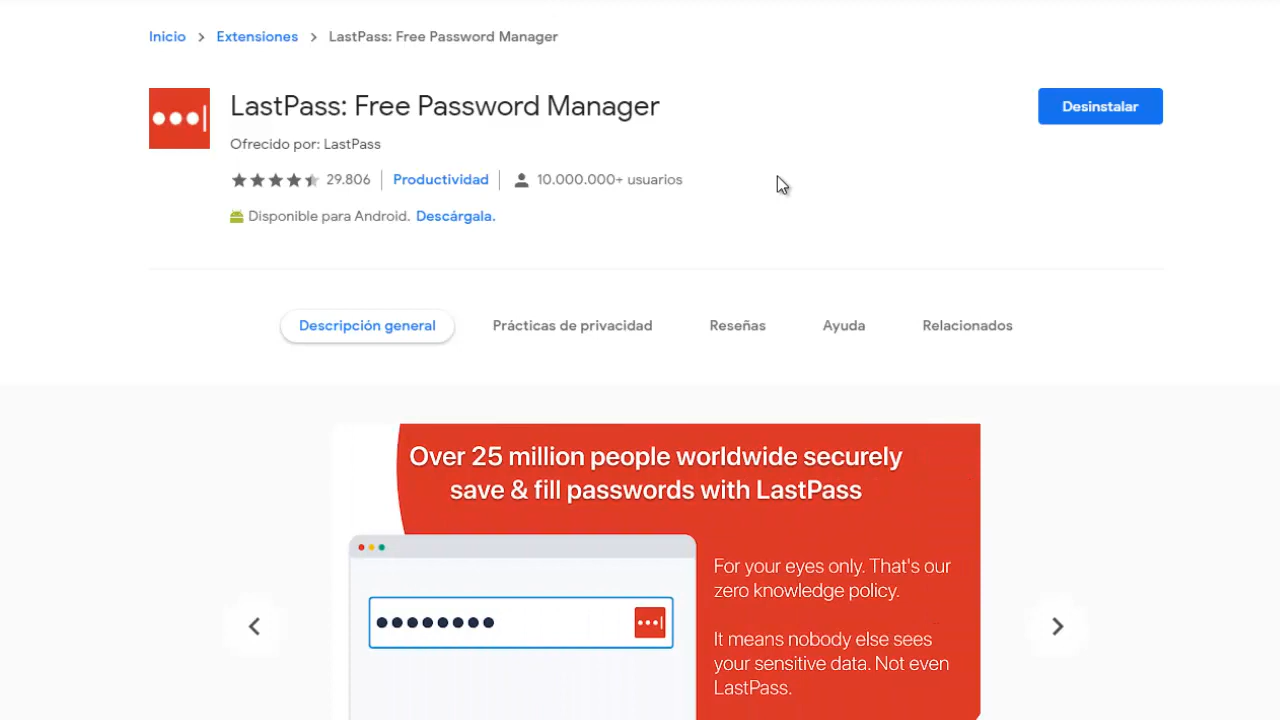 Inicio > Extensiones > LastPass: Free Password Manager
LastPass: Free Password Manager
Desinstalar
Ofrecido por: LastPass
29.806 | Productividad | 10.000.000+ usuarios
Disponible para Android. Descárgala.
Descripción general Prácticas de privacidad Reseñas Ayuda Relacionados
Over 25 million people worldwide securely
save & fill passwords with LastPass
For your eyes only. That's our
zero knowledge policy.
It means nobody else sees
your sensitive data. Not even
LastPass.